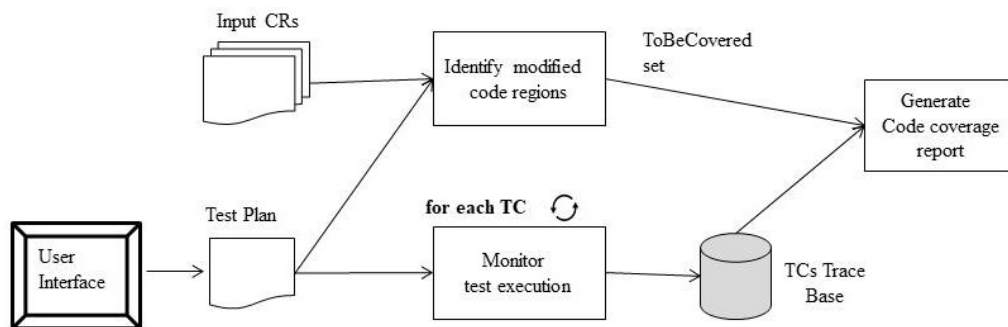 Input CRs
Identify modified
code regions
ToBeCovered
set
Generate
Code coverage
report
User
Interface
Test Plan
for each TC
Monitor
test execution
TCs Trace
Base